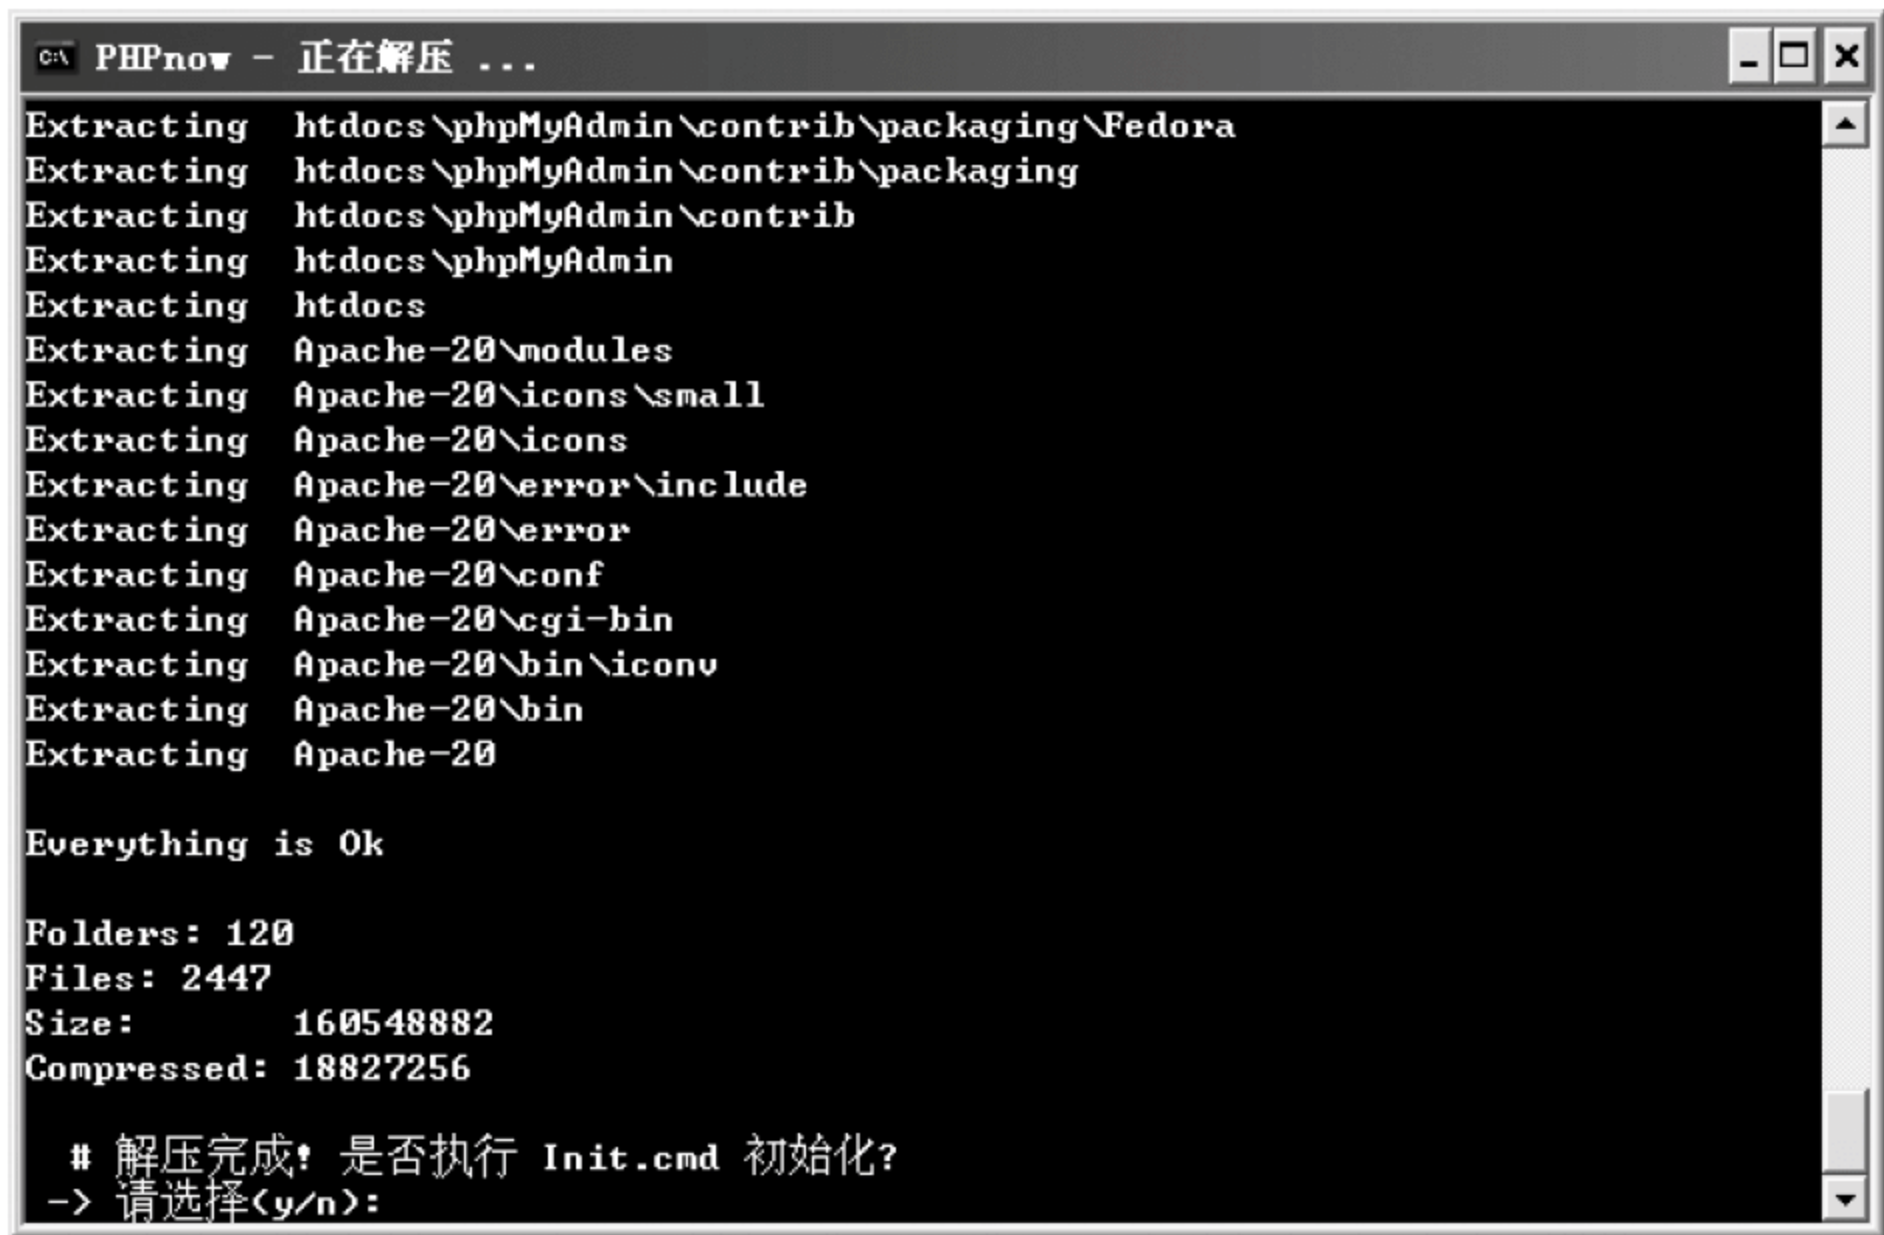 PHPnow - 正在解压 ...
Extracting  htdocs\phpMyAdmin\contrib\packaging\Fedora
Extracting  htdocs\phpMyAdmin\contrib\packaging
Extracting  htdocs\phpMyAdmin\contrib
Extracting  htdocs\phpMyAdmin
Extracting  htdocs
Extracting  Apache-20\modules
Extracting  Apache-20\icons\small
Extracting  Apache-20\icons
Extracting  Apache-20\error\include
Extracting  Apache-20\error
Extracting  Apache-20\conf
Extracting  Apache-20\cgi-bin
Extracting  Apache-20\bin\iconv
Extracting  Apache-20\bin
Extracting  Apache-20
Everything is Ok
Folders: 120
Files: 2447
Size:       160548882
Compressed: 18827256
# 解压完成! 是否执行 Init.cmd 初始化?
-> 请选择(y/n):